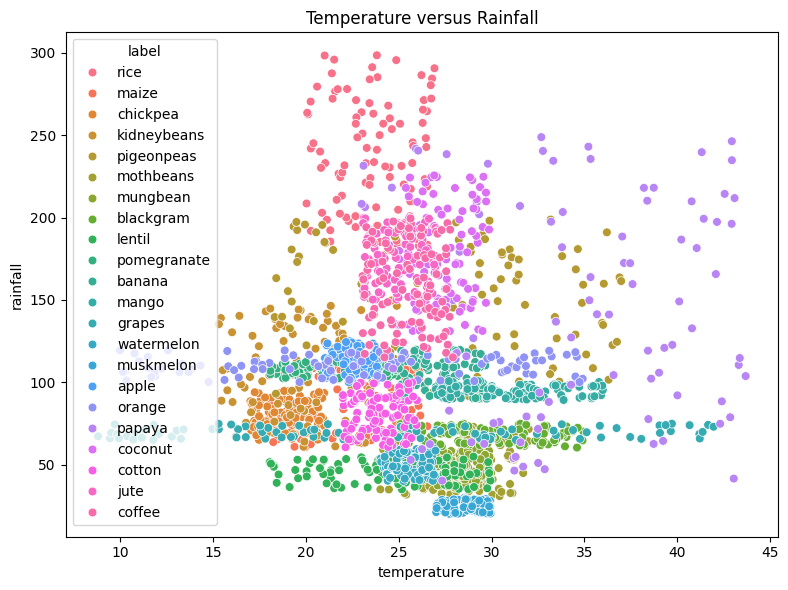 Temperature versus Rainfall
300
250
200
150
100
50
rainfall
label
rice
maize
chickpea
kidneybeans
pigeonpeas
mothbeans
mungbean
blackgram
lentil
pomegranate
banana
mango
grapes
watermelon
muskmelon
apple
orange
papaya
coconut
cotton
jute
coffee
10 15 20 25 30 35 40 45
temperature